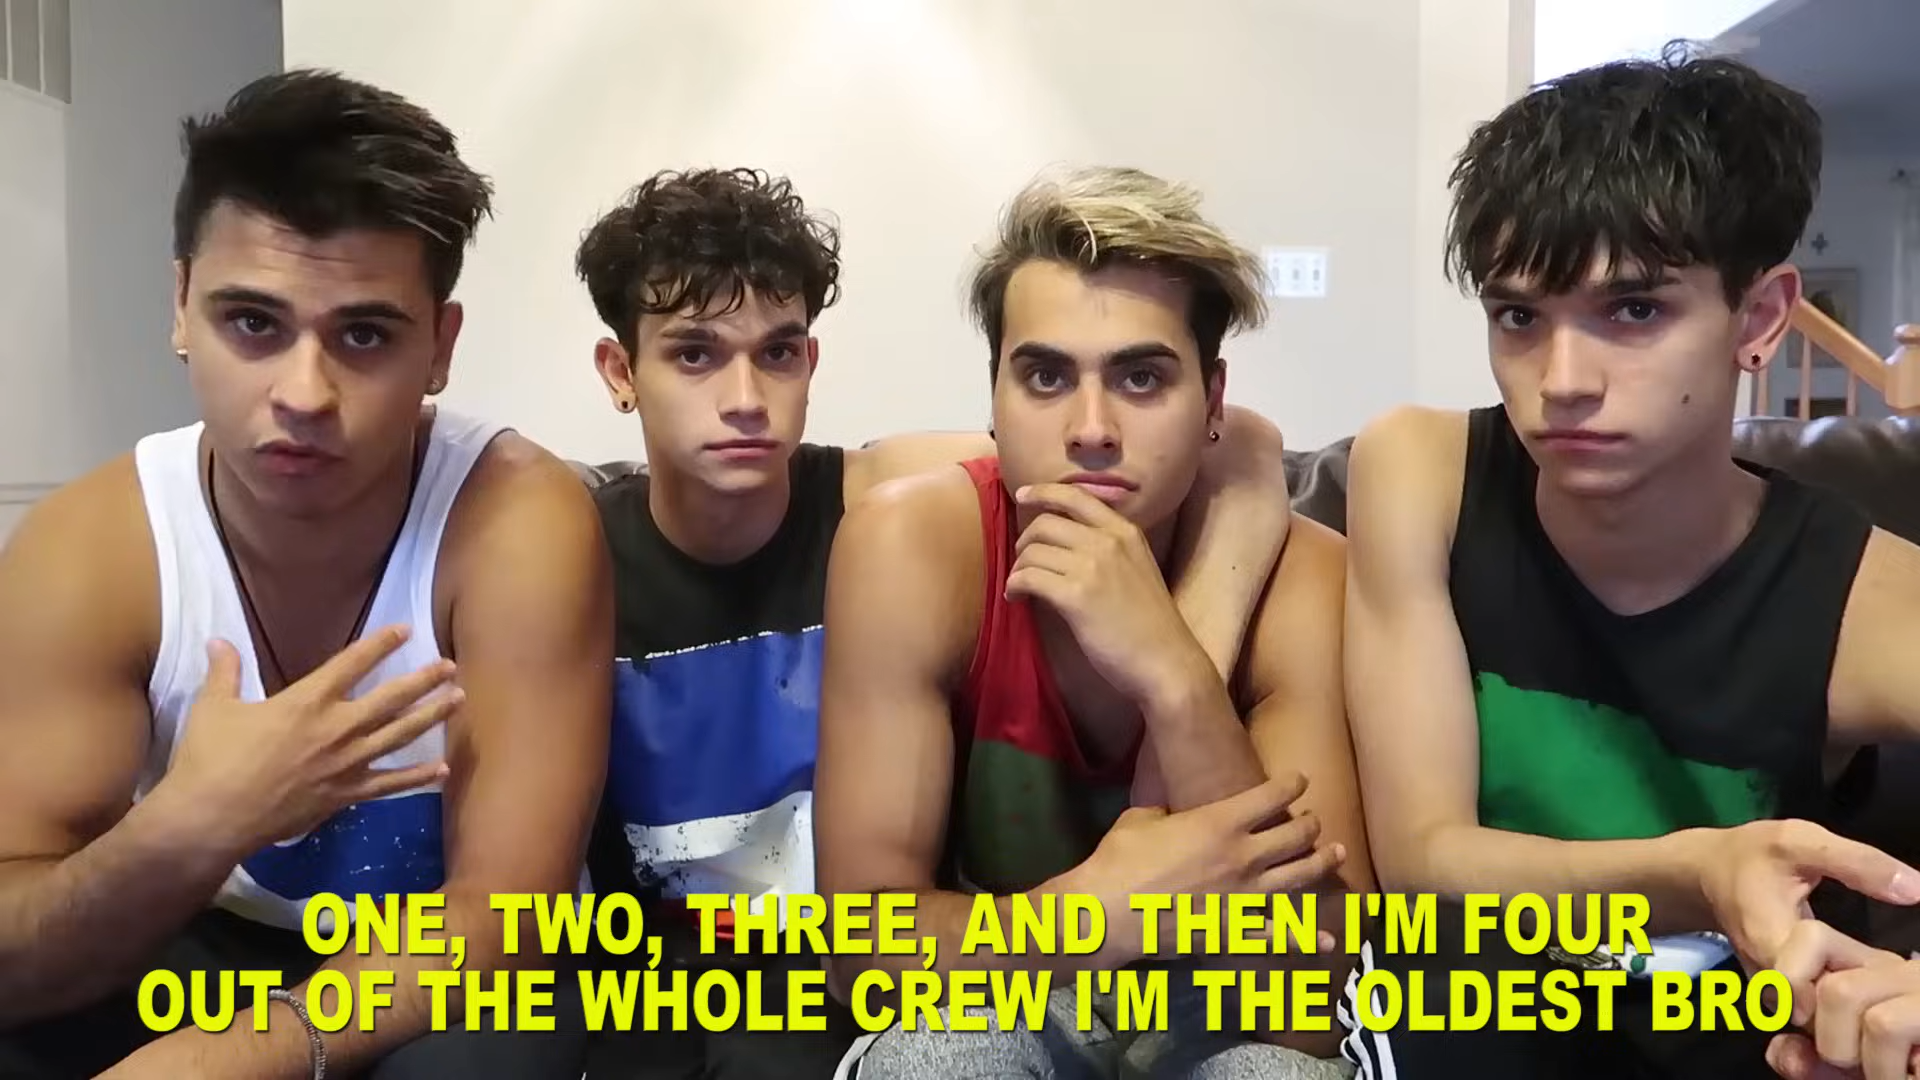 ONE, TWO, THREE, AND THEN I'M FOUR
OUT OF THE WHOLE CREW I'M THE OLDEST BRO